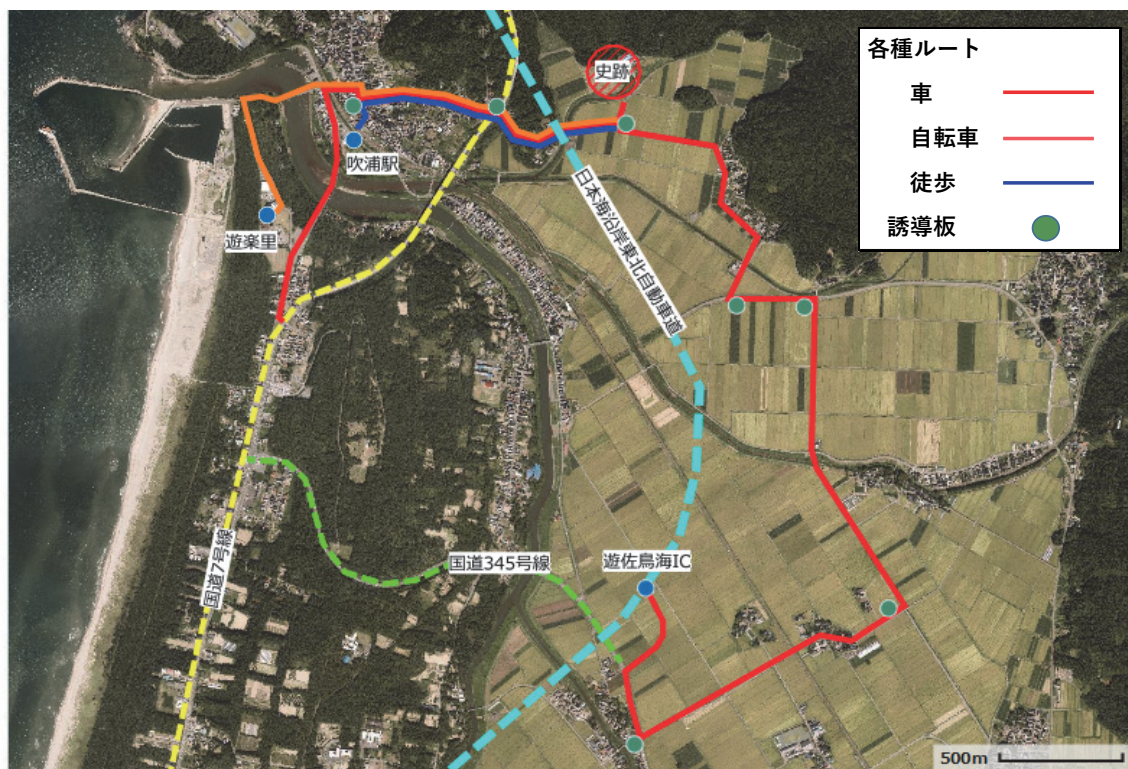 各種ルート
車
自転車
徒歩
誘導板
史跡
吹浦駅
遊楽里
日本海沿岸東北自動車道
国道7号線
国道345号線
遊佐鳥海IC
500m